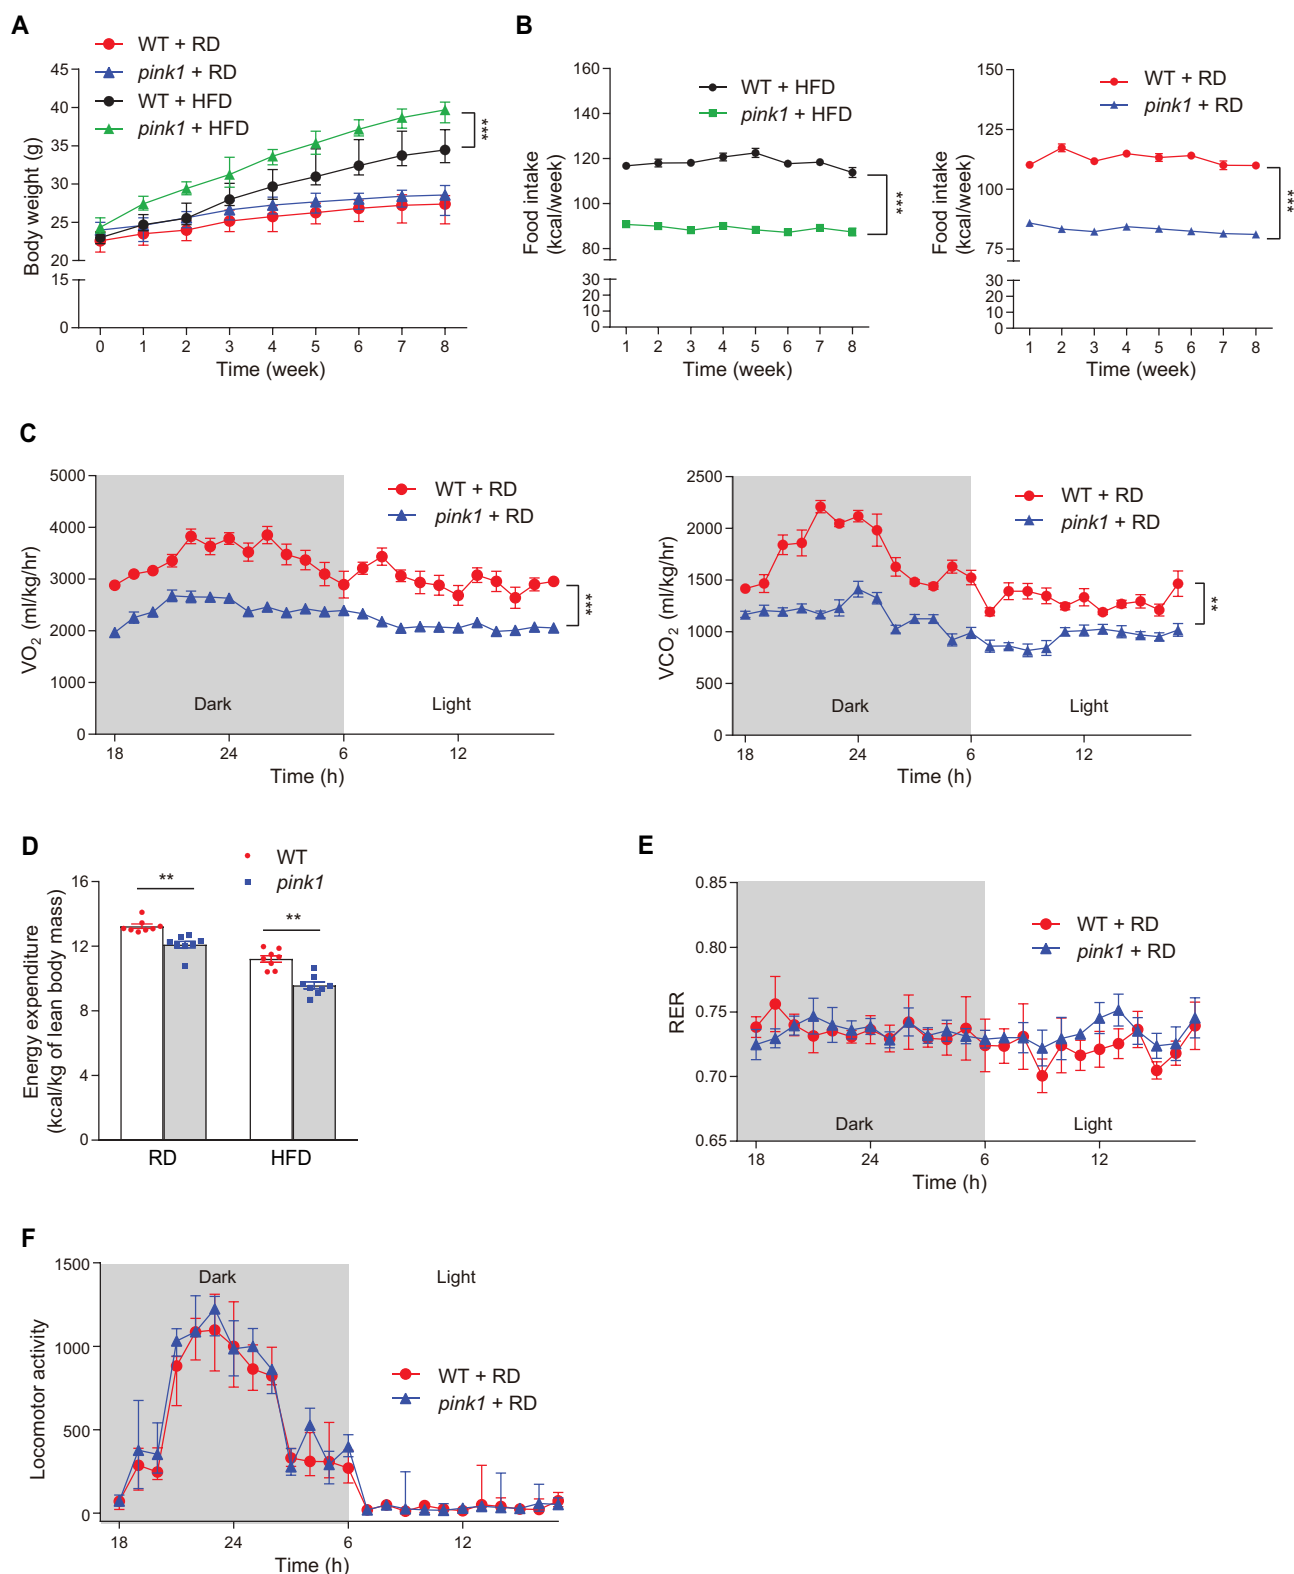 A
WT + RD
pink1 + RD
WT + HFD
pink1 + HFD
Body weight (g)
45
40
35
30
25
20
15
0
***
0 1 2 3 4 5 6 7 8
Time (week)
B
WT + HFD
pink1 + HFD
Food intake
(kcal/week)
160
140
120
100
80
30
20
10
0
***
1 2 3 4 5 6 7 8
Time (week)
WT + RD
pink1 + RD
Food intake
(kcal/week)
150
125
100
75
30
20
10
0
***
1 2 3 4 5 6 7 8
Time (week)
C
WT + RD
pink1 + RD
VO2 (ml/kg/hr)
5000
4000
3000
2000
1000
0
***
Dark
Light
18 24 6 12
Time (h)
WT + RD
pink1 + RD
VCO2 (ml/kg/hr)
2500
2000
1500
1000
500
0
**
Dark
Light
18 24 6 12
Time (h)
D
WT
pink1
Energy expenditure
(kcal/kg of lean body mass)
16
12
8
4
0
**
**
RD HFD
E
WT + RD
pink1 + RD
RER
0.85
0.80
0.75
0.70
0.65
Dark
Light
18 24 6 12
Time (h)
F
Dark
Light
WT + RD
pink1 + RD
Locomotor activity
1500
1000
500
0
18 24 6 12
Time (h)